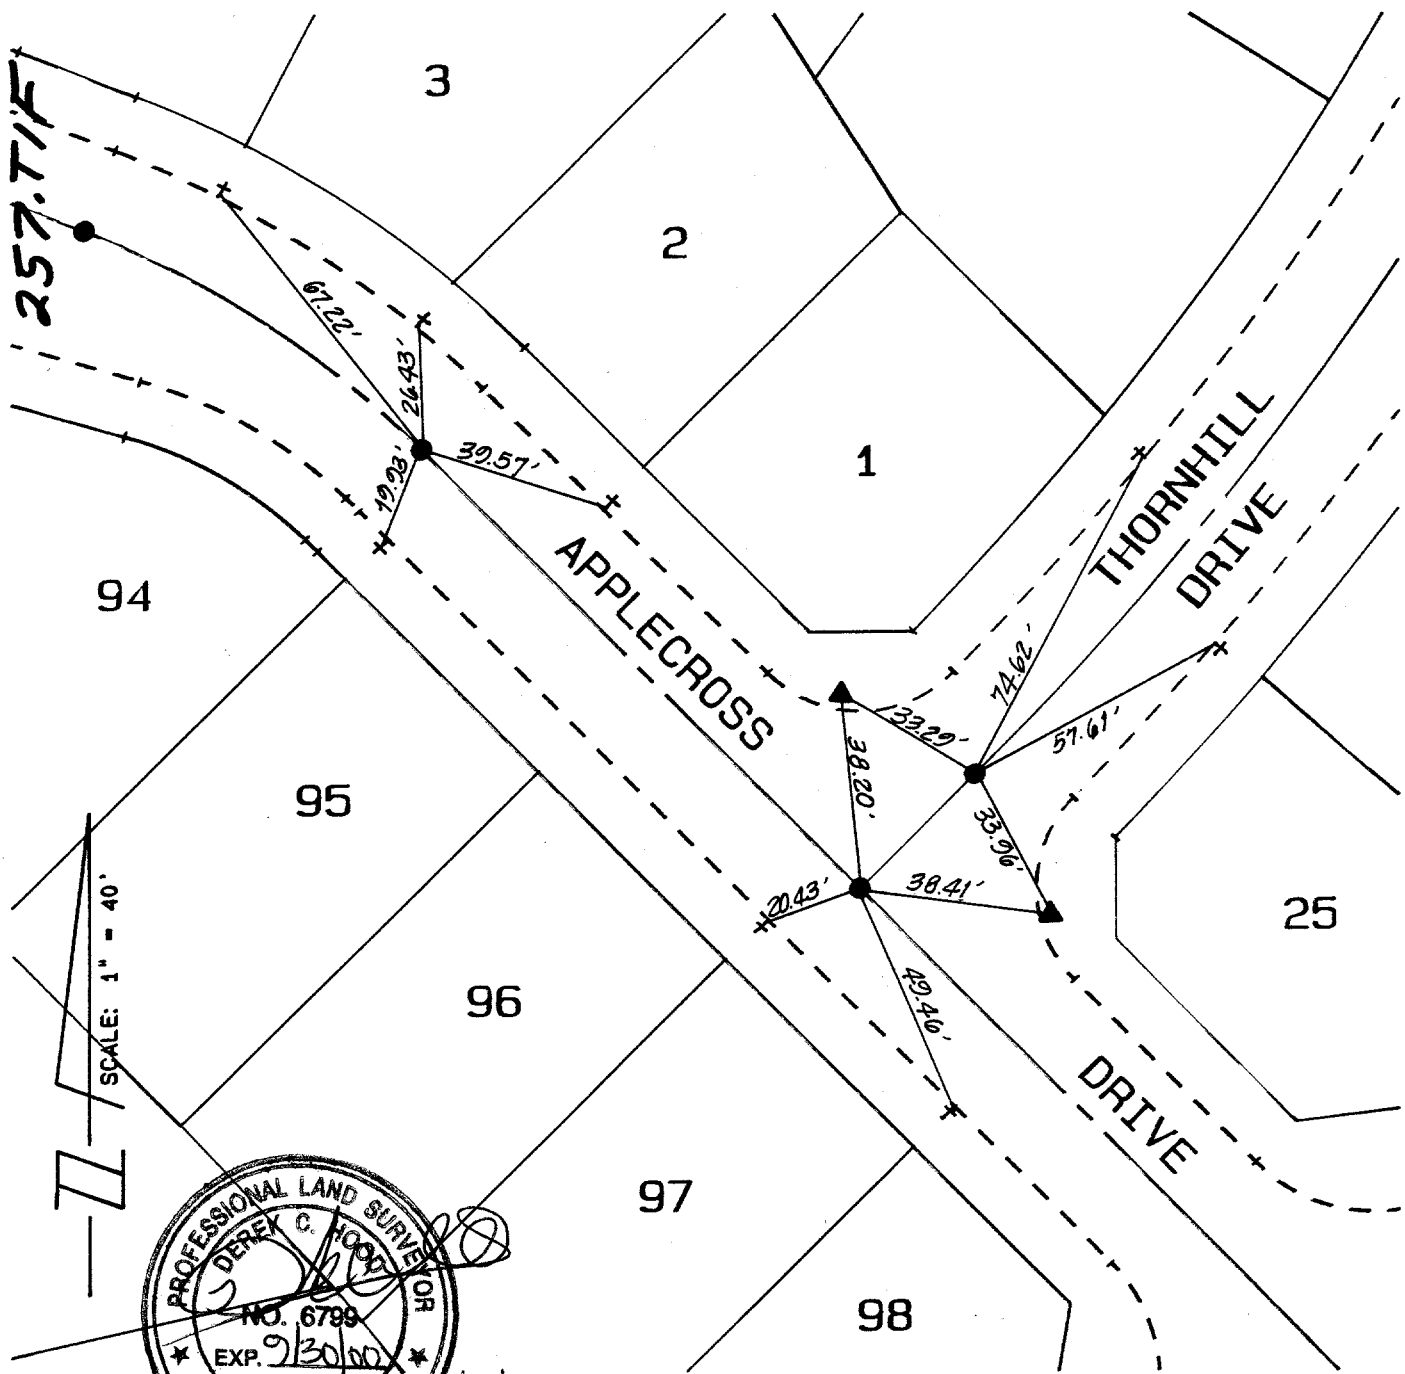 257.TIF
3
2
1
67.22'
26.43'
39.57'
19.93'
THORNHILL
DRIVE
APPLECROSS
DRIVE
94
95
96
97
98
25
74.62'
57.61'
33.29'
38.20'
33.96'
38.41'
20.43'
49.46'
SCALE: 1" = 40'
N
PROFESSIONAL LAND SURVEYOR
DEREK C. HOOD
NO. 6799
EXP. 9/30/00